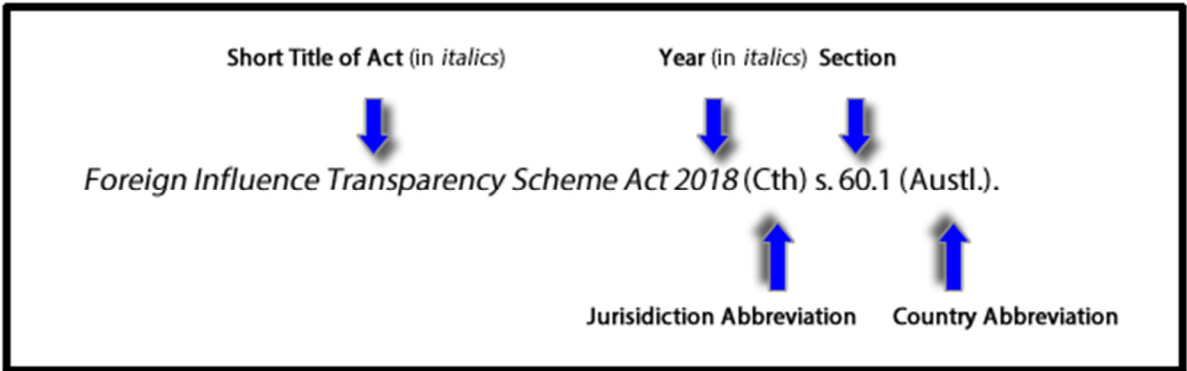 Short Title of Act (in italics) Year (in italics) Section
Foreign Influence Transparency Scheme Act 2018 (Cth) s. 60.1 (Austl.).
Jurisidiction Abbreviation Country Abbreviation